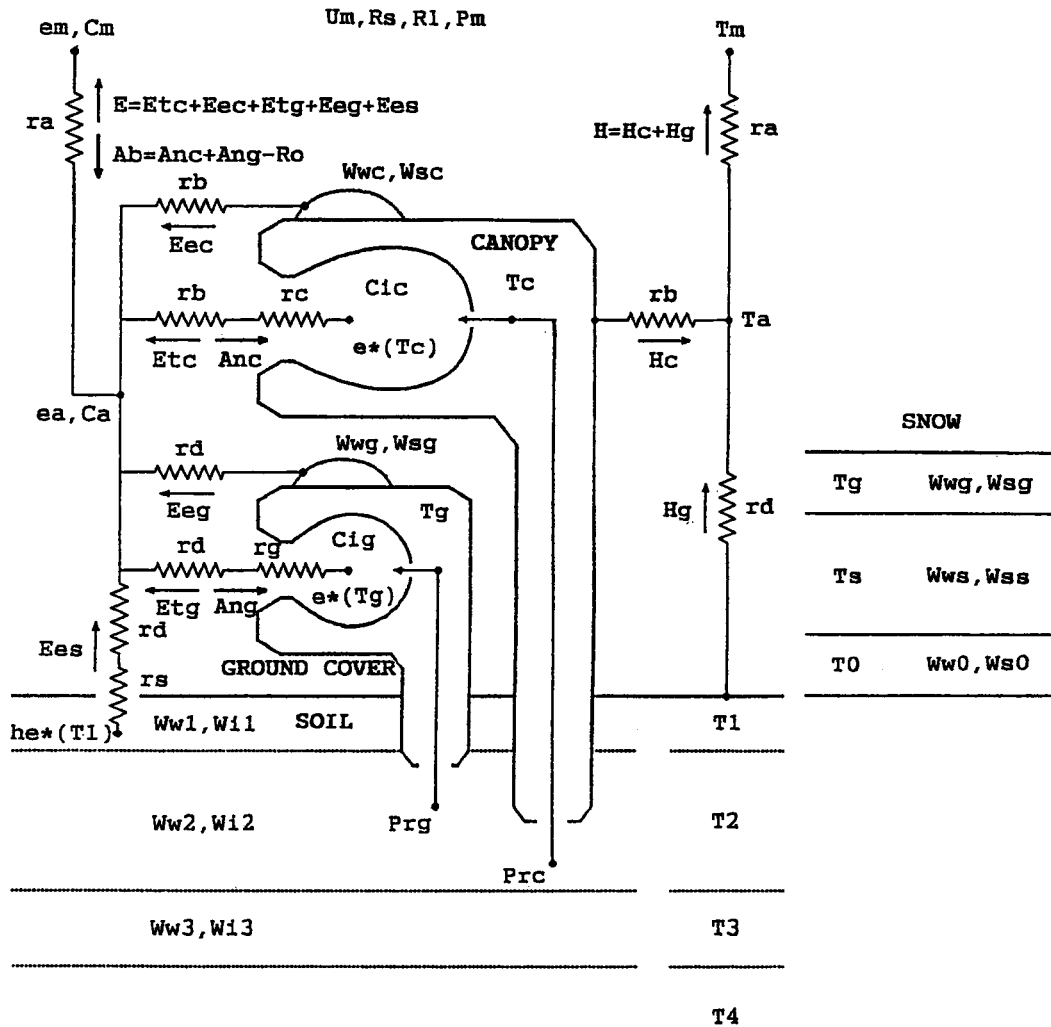 Um,Rs,Rl,Pm
em,Cm
Tm
ra
E=Etc+Eec+Etg+Eeg+Ees
Ab=Anc+Ang-Ro
H=Hc+Hg
ra
Wwc,Wsc
rb
Eec
CANOPY
Tc
rb
rc
Cic
e*(Tc)
Etc
Anc
rb
Hc
Ta
ea,Ca
Wwg,Wsg
rd
Eeg
Tg
Hg
rd
rd
rg
Cig
e*(Tg)
Etg
Ang
rd
Ees
GROUND COVER
rs
he*(T1)
SNOW
Tg Wwg,Wsg
Ts Wws,Wss
T0 Ww0,Ws0
Ww1,Wi1 SOIL T1
Ww2,Wi2 Prg T2
Prc
Ww3,Wi3 T3
T4